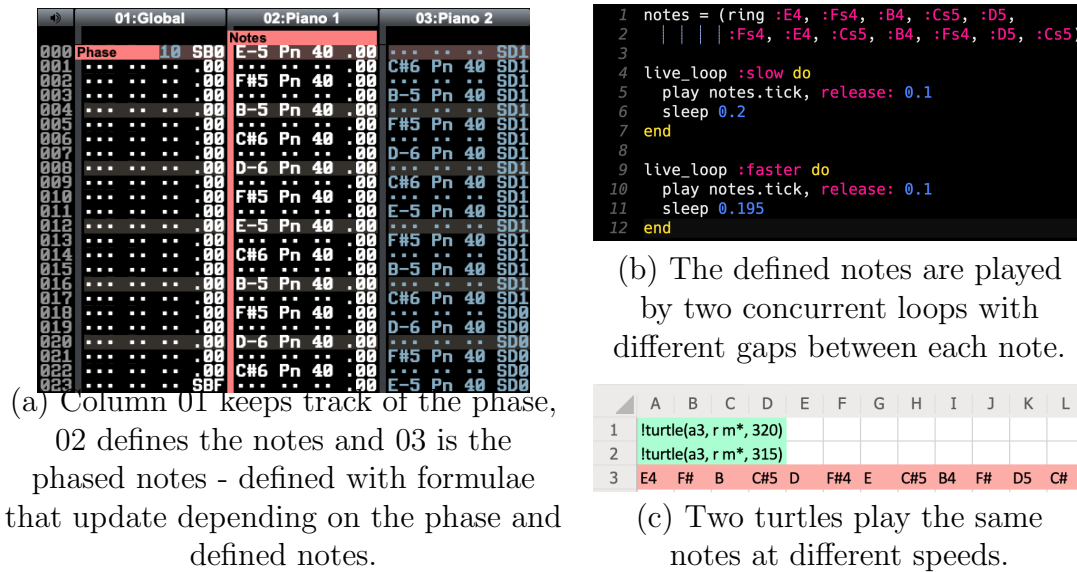 01:Global 02:Piano 1 03:Piano 2
Notes
000 Phase 10 SB0 E-5 Pn 40 .00 ... .. .. SD1
001 ... .. .. .00 ... .. .. .00 C#6 Pn 40 SD1
002 ... .. .. .00 F#5 Pn 40 .00 ... .. .. SD1
003 ... .. .. .00 ... .. .. .00 B-5 Pn 40 SD1
004 ... .. .. .00 B-5 Pn 40 .00 ... .. .. SD1
005 ... .. .. .00 ... .. .. .00 F#5 Pn 40 SD1
006 ... .. .. .00 C#6 Pn 40 .00 ... .. .. SD1
007 ... .. .. .00 ... .. .. .00 D-6 Pn 40 SD1
008 ... .. .. .00 D-6 Pn 40 .00 ... .. .. SD1
009 ... .. .. .00 ... .. .. .00 C#6 Pn 40 SD1
010 ... .. .. .00 F#5 Pn 40 .00 ... .. .. SD1
011 ... .. .. .00 ... .. .. .00 E-5 Pn 40 SD1
012 ... .. .. .00 E-5 Pn 40 .00 ... .. .. SD1
013 ... .. .. .00 ... .. .. .00 F#5 Pn 40 SD1
014 ... .. .. .00 C#6 Pn 40 .00 ... .. .. SD1
015 ... .. .. .00 ... .. .. .00 B-5 Pn 40 SD1
016 ... .. .. .00 B-5 Pn 40 .00 ... .. .. SD1
017 ... .. .. .00 ... .. .. .00 C#6 Pn 40 SD1
018 ... .. .. .00 F#5 Pn 40 .00 ... .. .. SD0
019 ... .. .. .00 ... .. .. .00 D-6 Pn 40 SD0
020 ... .. .. .00 D-6 Pn 40 .00 ... .. .. SD0
021 ... .. .. .00 ... .. .. .00 F#5 Pn 40 SD0
022 ... .. .. .00 C#6 Pn 40 .00 ... .. .. SD0
023 ... .. .. SBF ... .. .. .00 E-5 Pn 40 SD0
(a) Column 01 keeps track of the phase,
02 defines the notes and 03 is the
phased notes - defined with formulae
that update depending on the phase and
defined notes.
1 notes = (ring :E4, :Fs4, :B4, :Cs5, :D5,
2 :Fs4, :E4, :Cs5, :B4, :Fs4, :D5, :Cs5)
3
4 live_loop :slow do
5 play notes.tick, release: 0.1
6 sleep 0.2
7 end
8
9 live_loop :faster do
10 play notes.tick, release: 0.1
11 sleep 0.195
12 end
(b) The defined notes are played
by two concurrent loops with
different gaps between each note.
A B C D E F G H I J K L
1 !turtle(a3, r m*, 320)
2 !turtle(a3, r m*, 315)
3 E4 F# B C#5 D F#4 E C#5 B4 F# D5 C#
(c) Two turtles play the same
notes at different speeds.